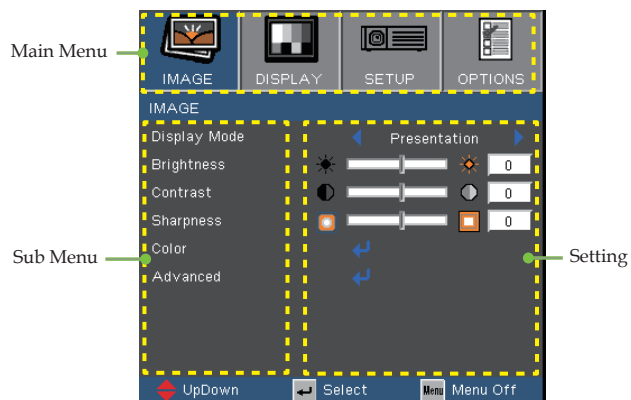 Main Menu
IMAGE DISPLAY SETUP OPTIONS
IMAGE
Display Mode Presentation
Brightness 0
Contrast 0
Sharpness 0
Color
Advanced
Sub Menu
Setting
UpDown Select Menu Menu Off